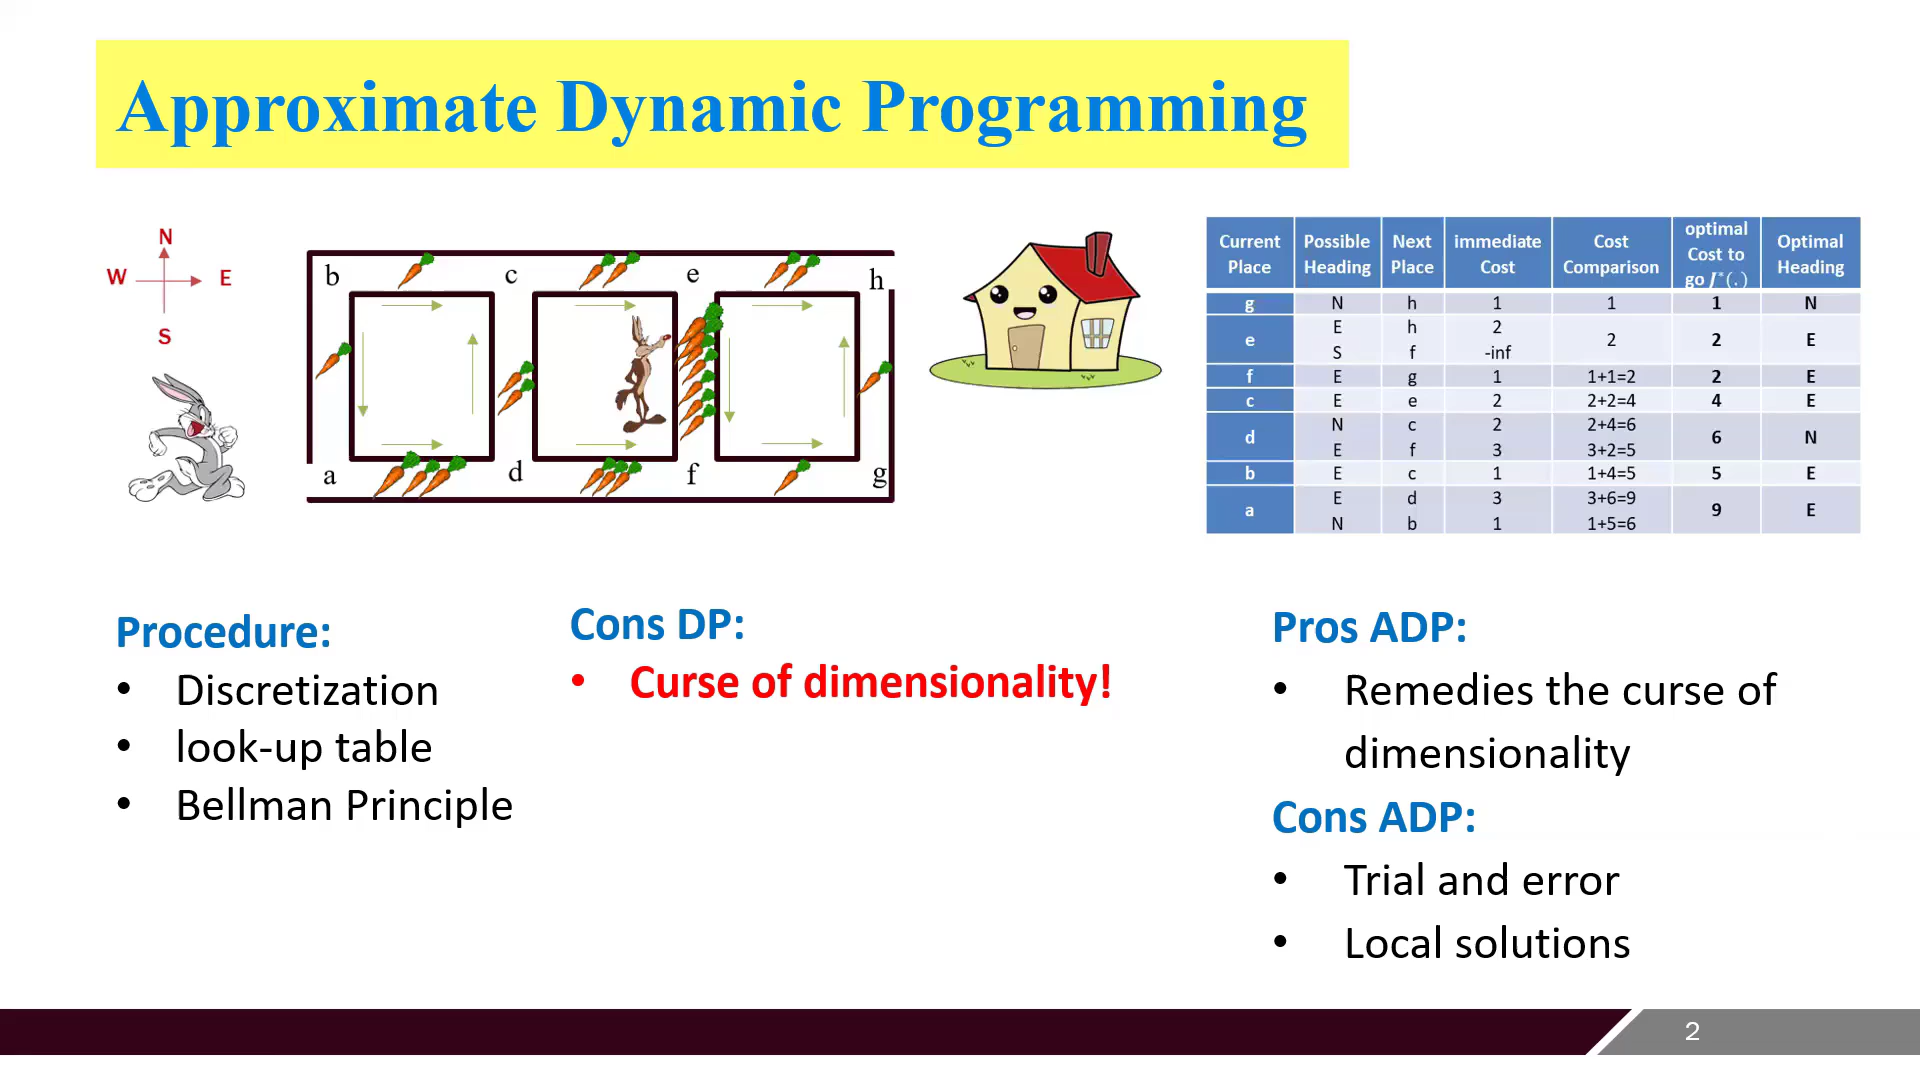 Approximate Dynamic Programming
N
W E
S
b c e h
a d f g
Current Place Possible Heading Next Place immediate Cost Cost Comparison optimal Cost to go J*(.) Optimal Heading
g N h 1 1 1 N
e E h 2 2 2 E
S f -inf
f E g 1 1+1=2 2 E
c E e 2 2+2=4 4 E
d N c 2 2+4=6 6 N
E f 3 3+2=5
b E c 1 1+4=5 5 E
a E d 3 3+6=9 9 E
N b 1 1+5=6
Procedure:
• Discretization
• look-up table
• Bellman Principle
Cons DP:
• Curse of dimensionality!
Pros ADP:
• Remedies the curse of
dimensionality
Cons ADP:
• Trial and error
• Local solutions
2